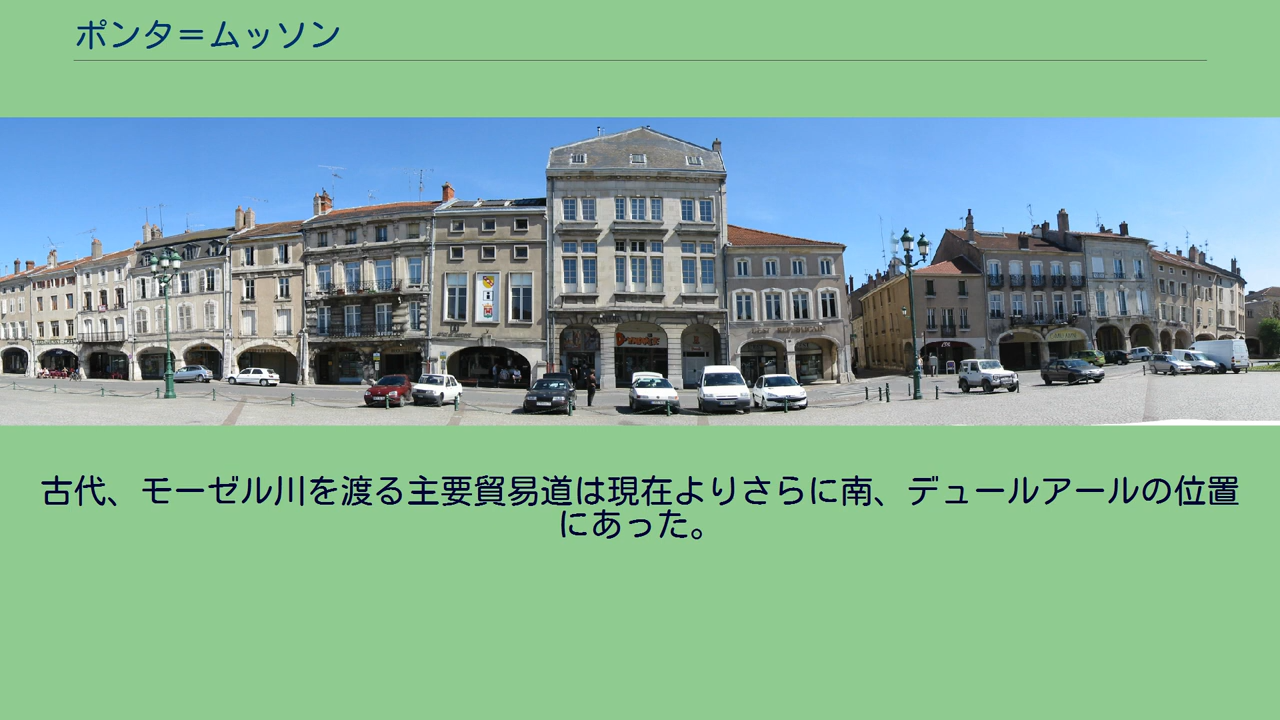 ポンタ＝ムッソン
古代、モーゼル川を渡る主要貿易道は現在よりさらに南、デュールアールの位置
にあった。